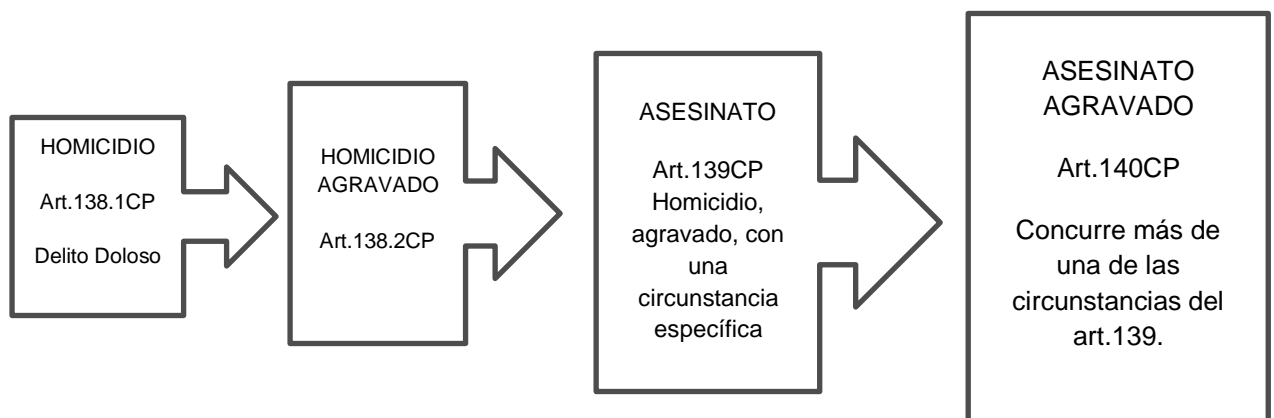 HOMICIDIO
Art.138.1CP
Delito Doloso
HOMICIDIO
AGRAVADO
Art.138.2CP
ASESINATO
Art.139CP
Homicidio,
agravado, con
una
circunstancia
específica
ASESINATO
AGRAVADO
Art.140CP
Concurre más de
una de las
circunstancias del
art.139.